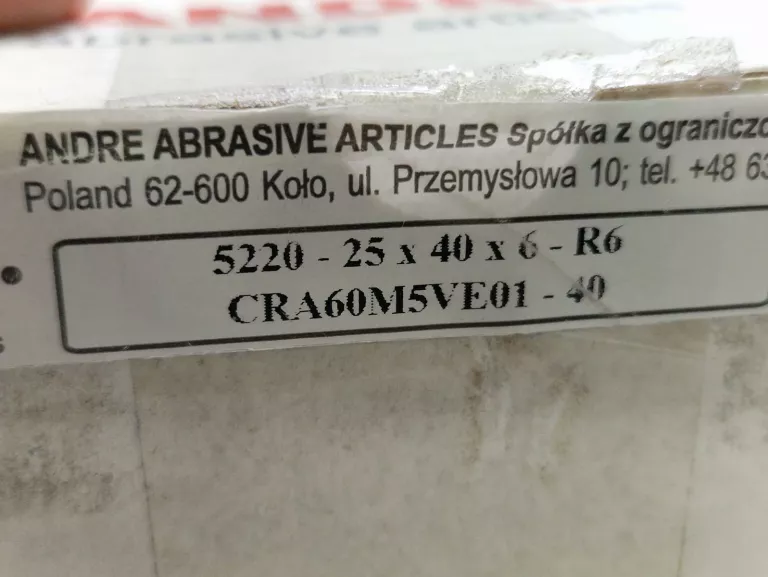 ANDRE ABRASIVE ARTICLES Spółka z ogranicz
Poland 62-600 Koło, ul. Przemysłowa 10; tel. +48 63
5220 - 25 x 40 x 6 - R6
CRA60M5VE01 - 40